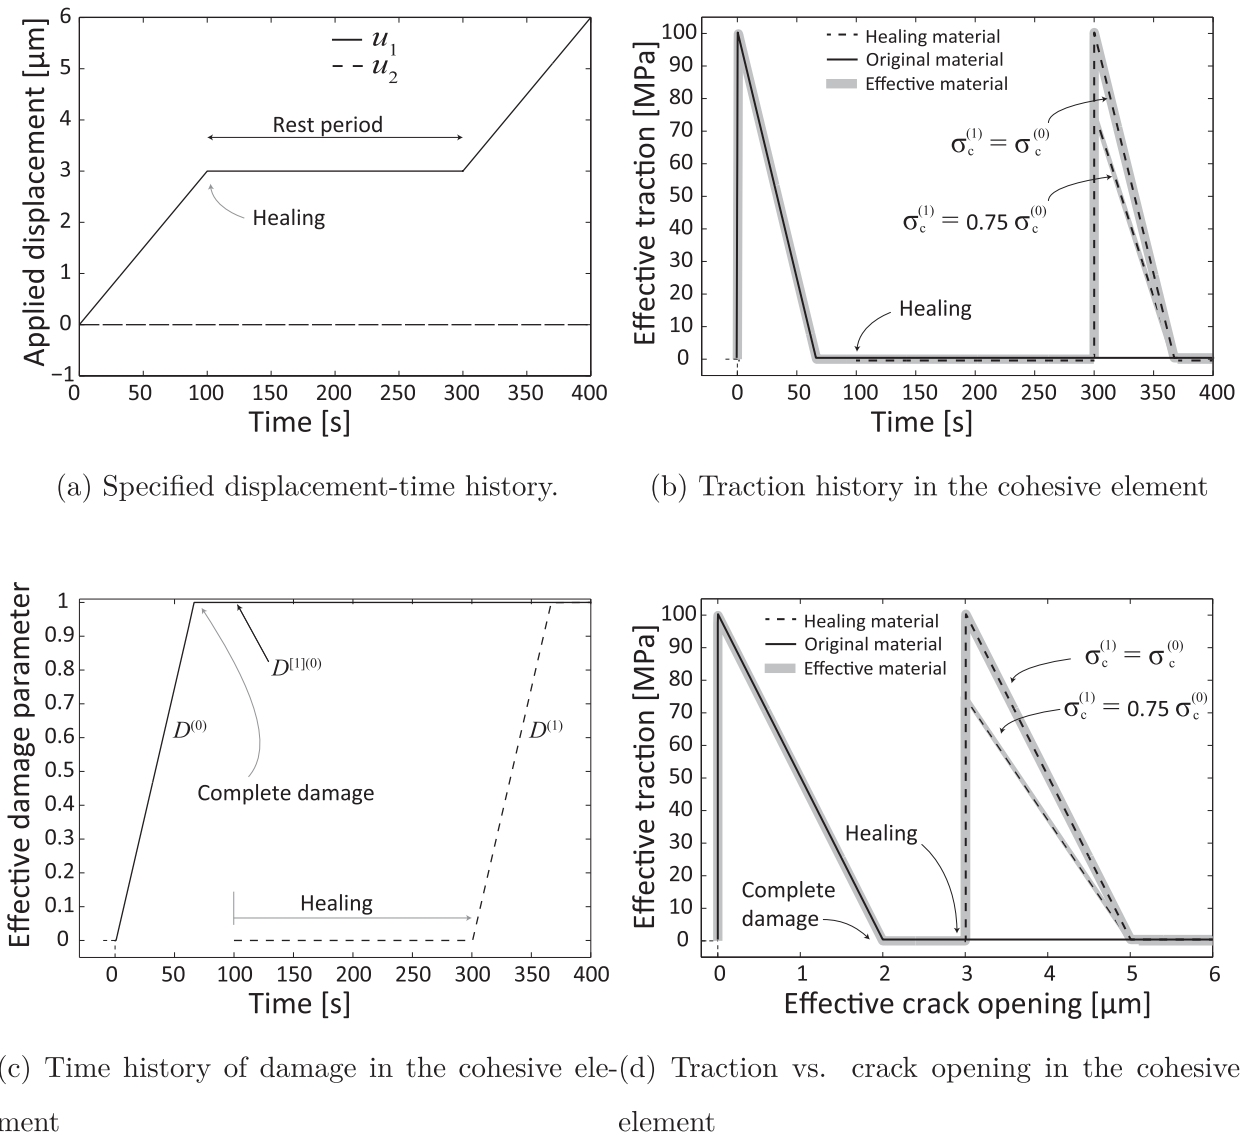 Applied displacement [μm]
6
5
4
3
2
1
0
−1
u1
u2
Rest period
Healing
0 50 100 150 200 250 300 350 400
Time [s]
(a) Specified displacement-time history.
Effective traction [MPa]
100
90
80
70
60
50
40
30
20
10
0
Healing material
Original material
Effective material
σc(1) = σc(0)
σc(1) = 0.75 σc(0)
Healing
0 50 100 150 200 250 300 350 400
Time [s]
(b) Traction history in the cohesive element
Effective damage parameter
1
0.9
0.8
0.7
0.6
0.5
0.4
0.3
0.2
0.1
0
D[1](0)
D(0)
D(1)
Complete damage
Healing
0 50 100 150 200 250 300 350 400
Time [s]
(c) Time history of damage in the cohesive ele-
ment
Effective traction [MPa]
100
90
80
70
60
50
40
30
20
10
0
Healing material
Original material
Effective material
σc(1) = σc(0)
σc(1) = 0.75 σc(0)
Healing
Complete
damage
0 1 2 3 4 5 6
Effective crack opening [μm]
(d) Traction vs. crack opening in the cohesive
element